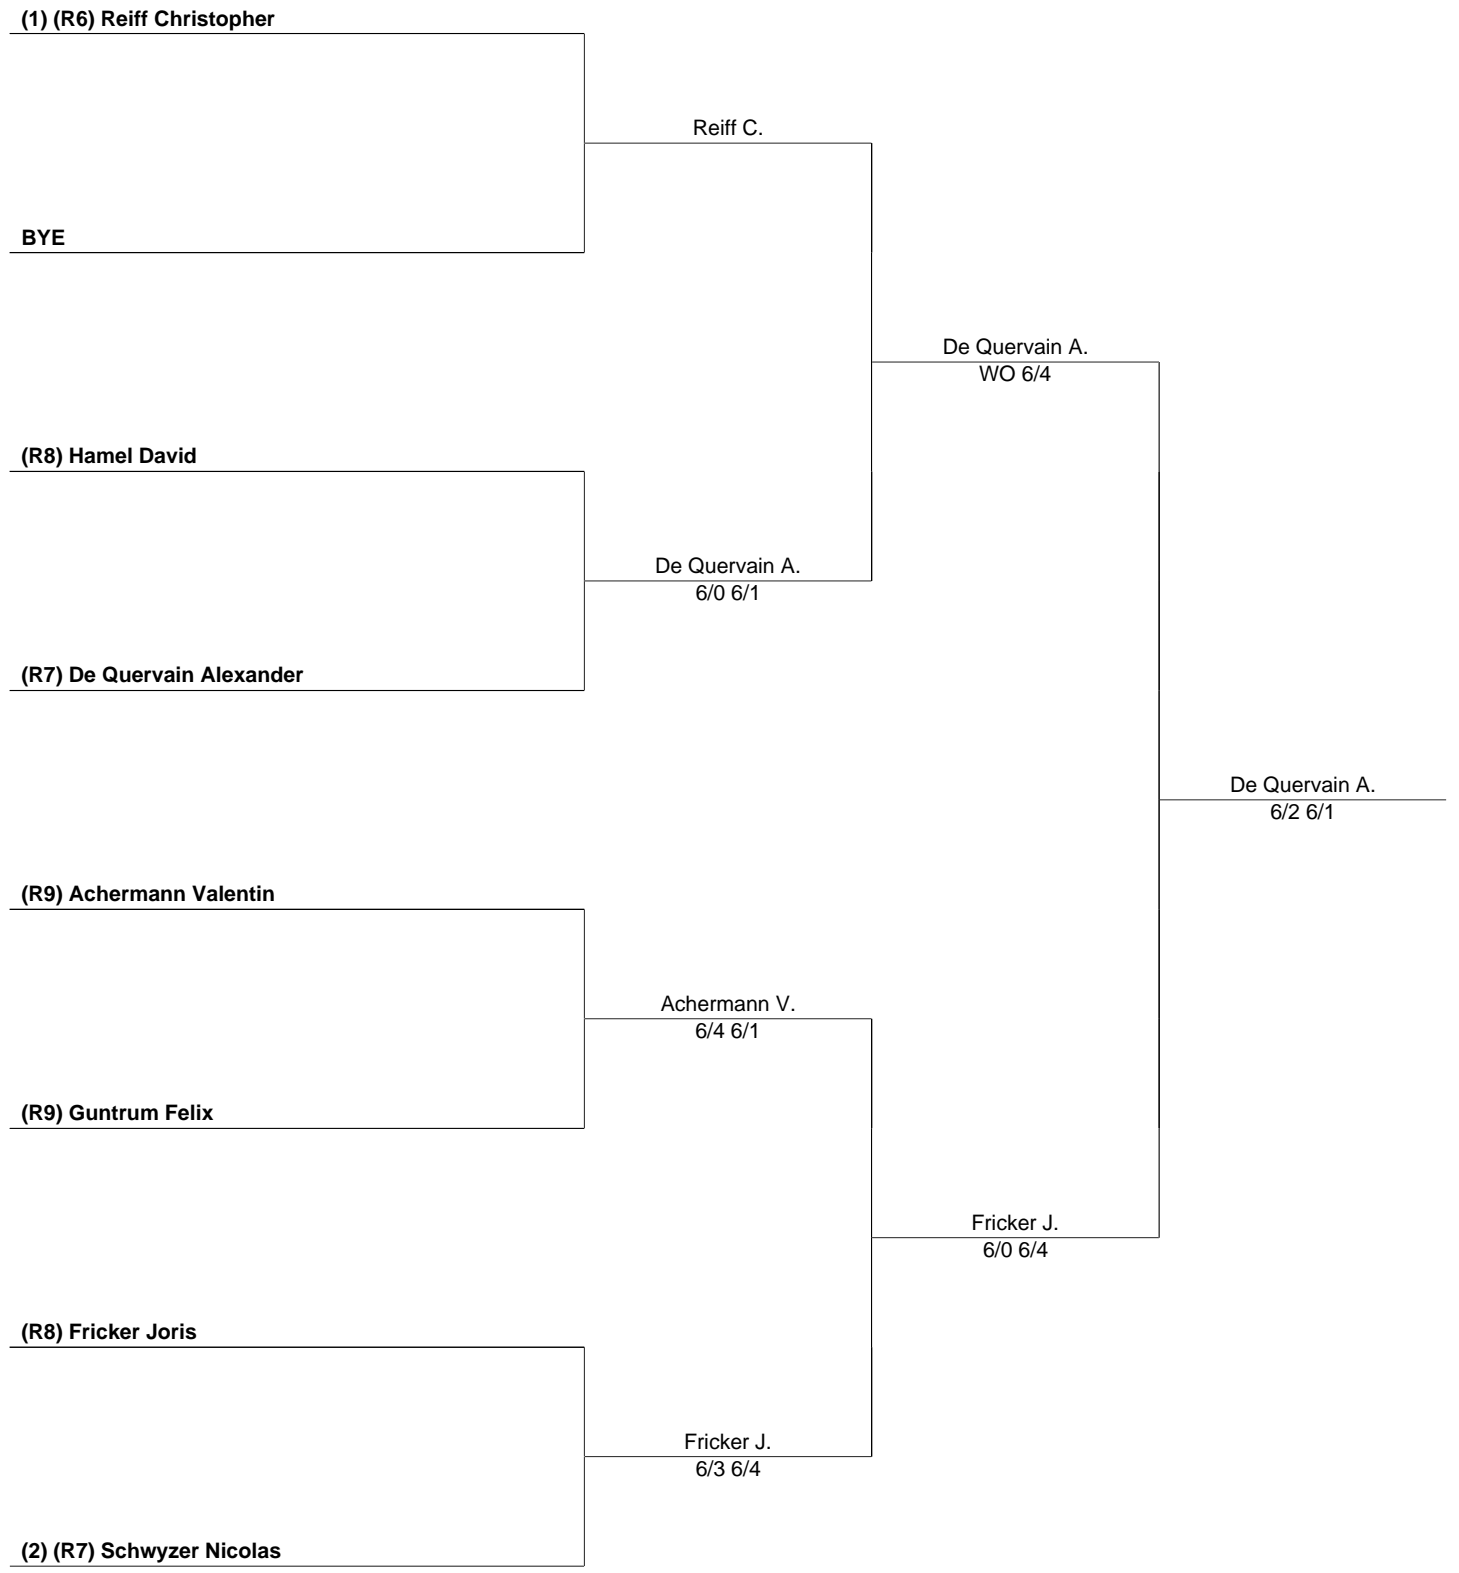 (1) (R6) Reiff Christopher
Reiff C.
BYE
De Quervain A.
WO 6/4
(R8) Hamel David
De Quervain A.
6/0 6/1
(R7) De Quervain Alexander
De Quervain A.
6/2 6/1
(R9) Achermann Valentin
Achermann V.
6/4 6/1
(R9) Guntrum Felix
Fricker J.
6/0 6/4
(R8) Fricker Joris
Fricker J.
6/3 6/4
(2) (R7) Schwyzer Nicolas